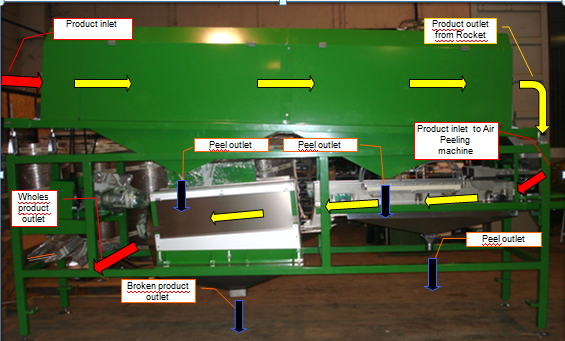 Product inlet
Product outlet
from Rocket
Product inlet to Air
Peeling
machine
Peel outlet
Peel outlet
Wholes
product
outlet
Peel outlet
Broken product
outlet